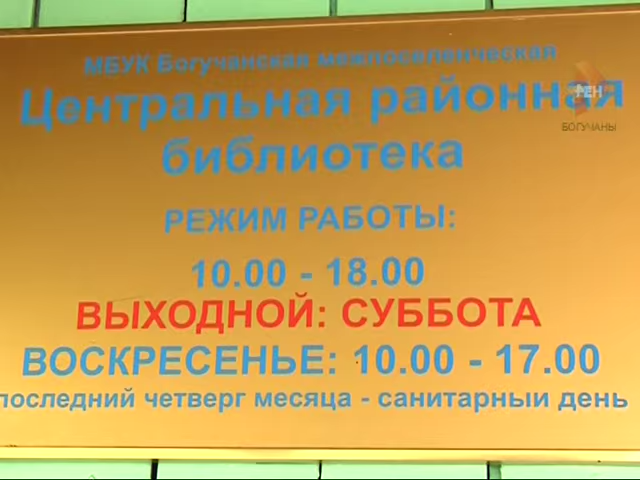 МБУК Богучанская межпоселенческая
Центральная районная
библиотека
РЕН
БОГУЧАНЫ
РЕЖИМ РАБОТЫ:
10.00 - 18.00
ВЫХОДНОЙ: СУББОТА
ВОСКРЕСЕНЬЕ: 10.00 - 17.00
последний четверг месяца - санитарный день